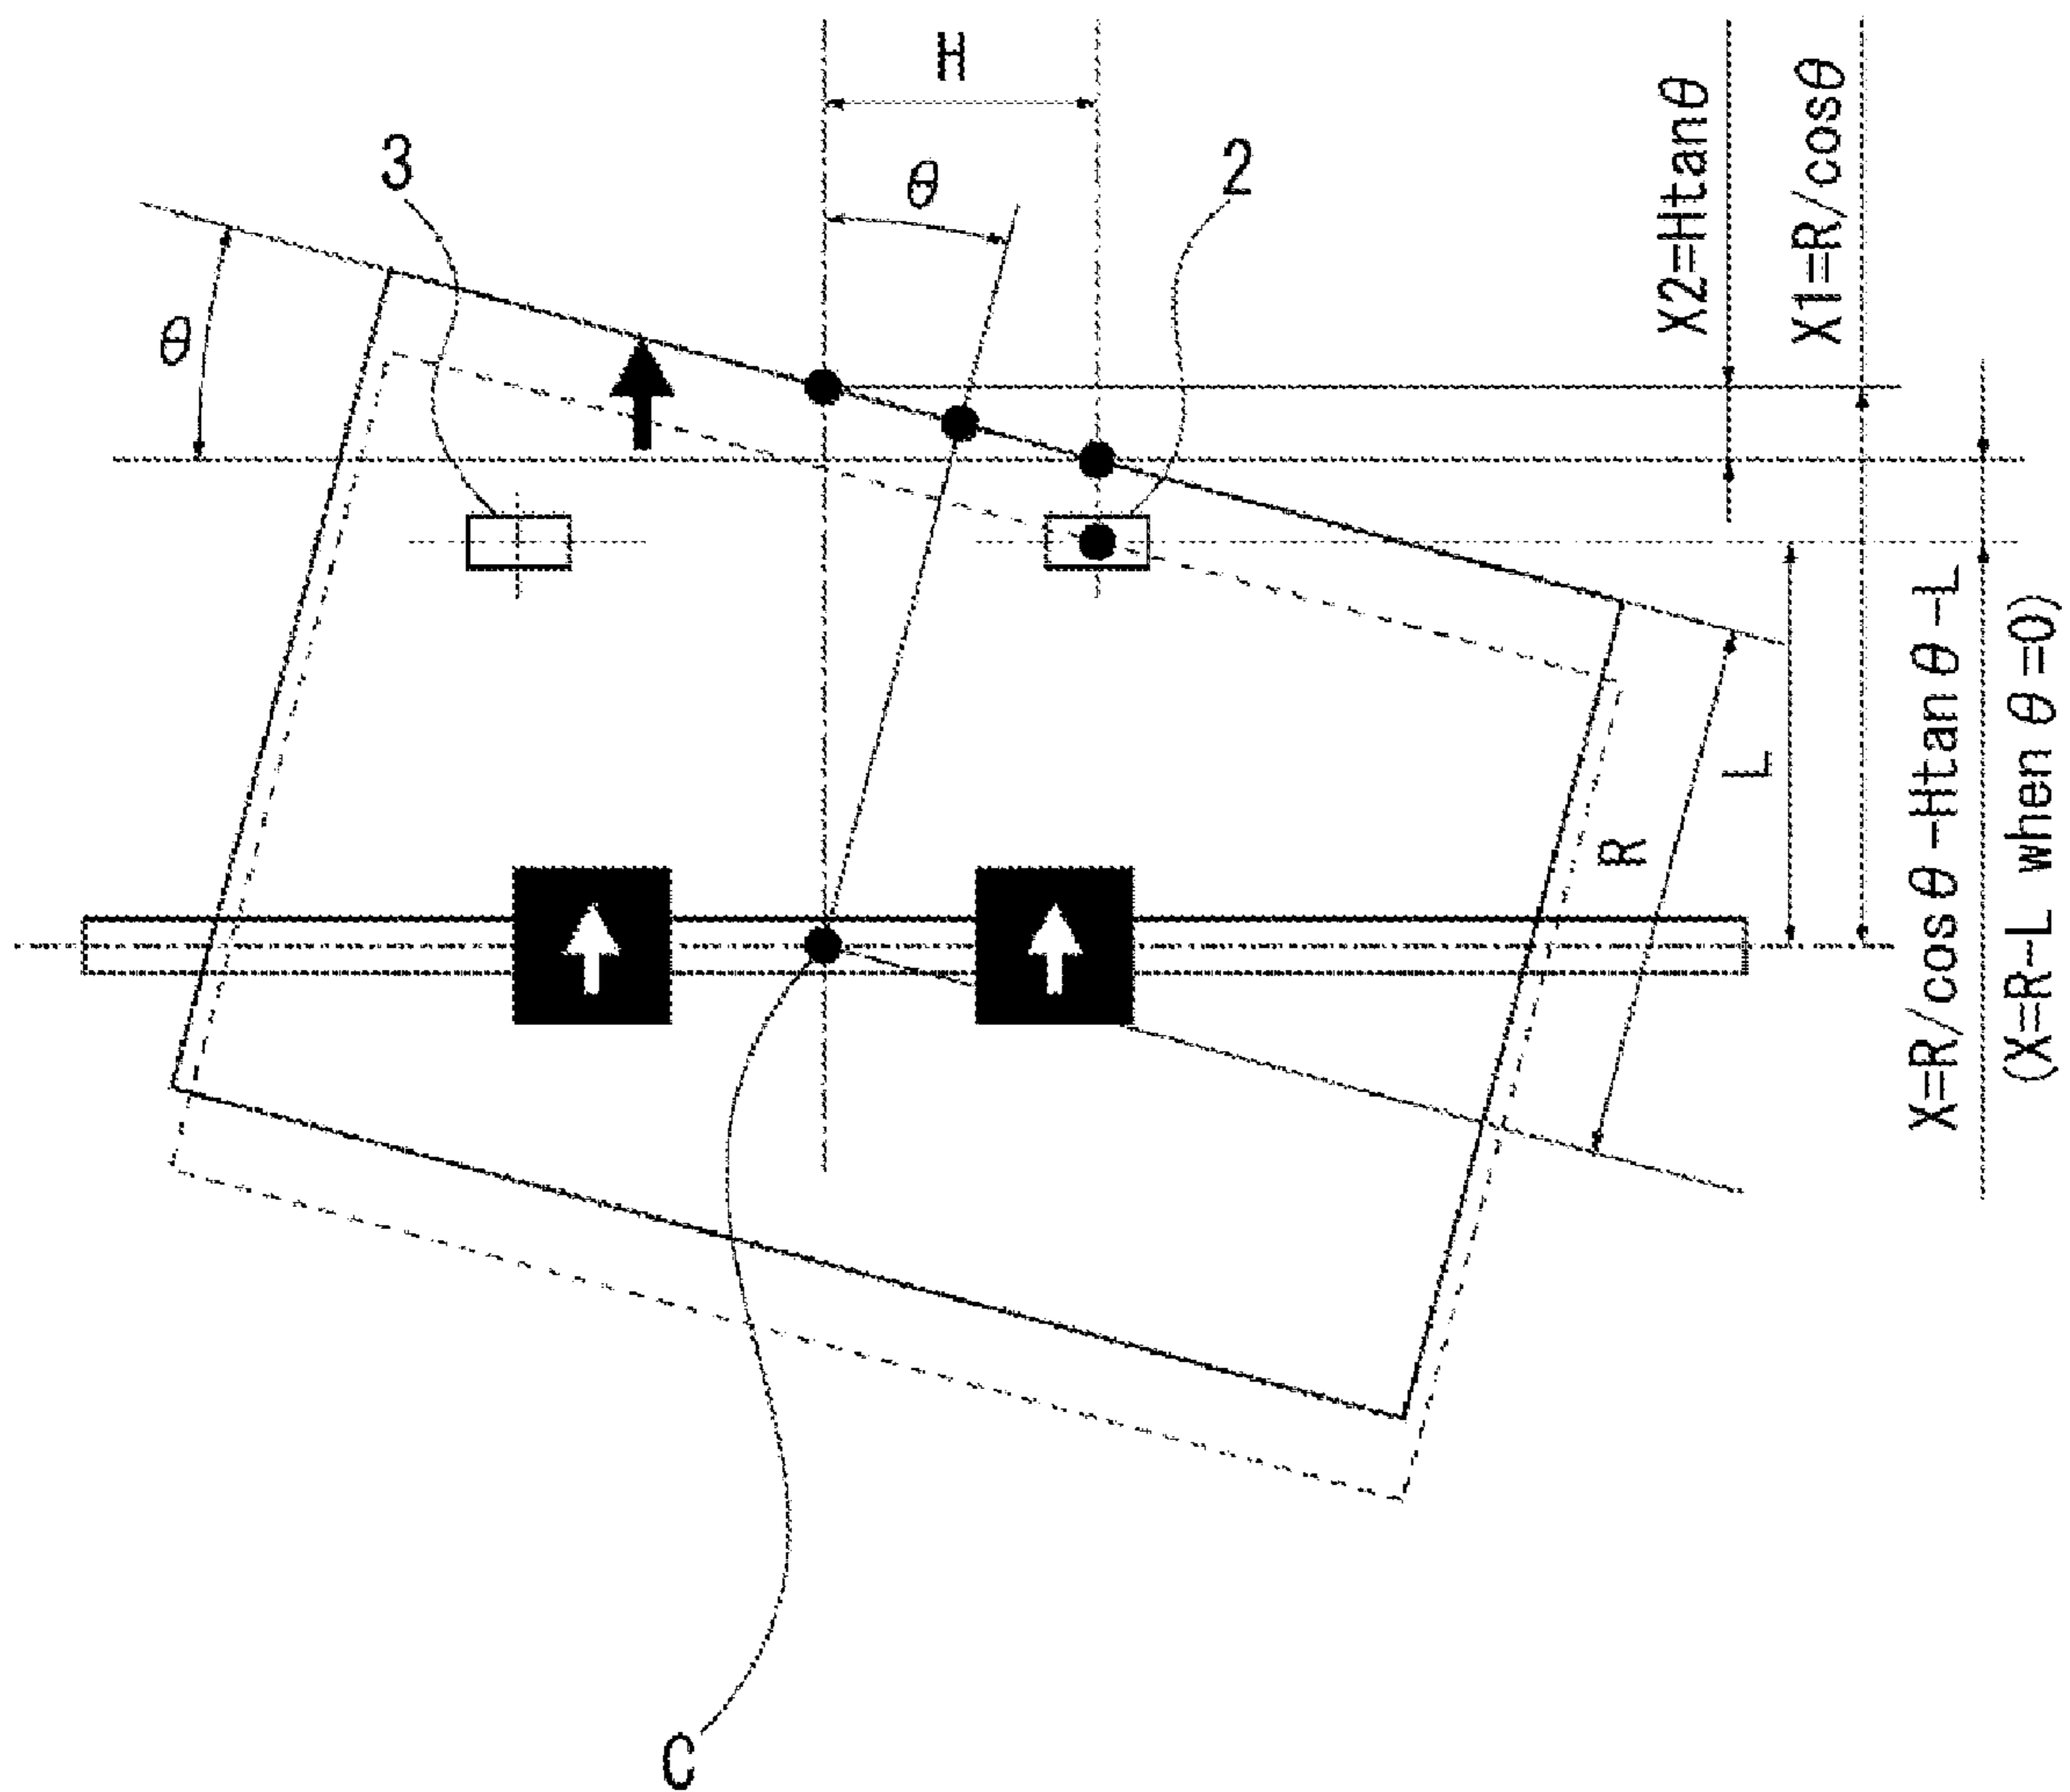 H
3
θ
2
θ
X2=Htanθ
X1=R/cosθ
L
R
X=R/cosθ-Htanθ-L
(X=R-L when θ=0)
C